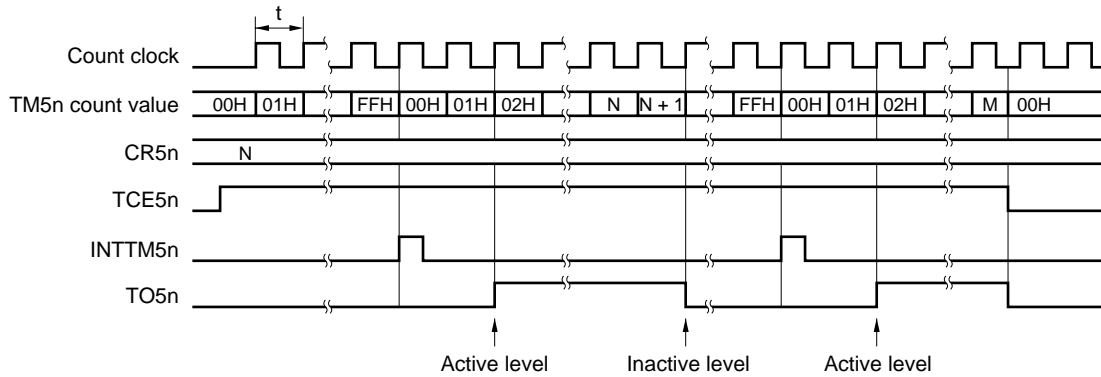 t
Count clock
TM5n count value 00H 01H FFH 00H 01H 02H N N + 1 FFH 00H 01H 02H M 00H
CR5n N
TCE5n
INTTM5n
TO5n
Active level Inactive level Active level